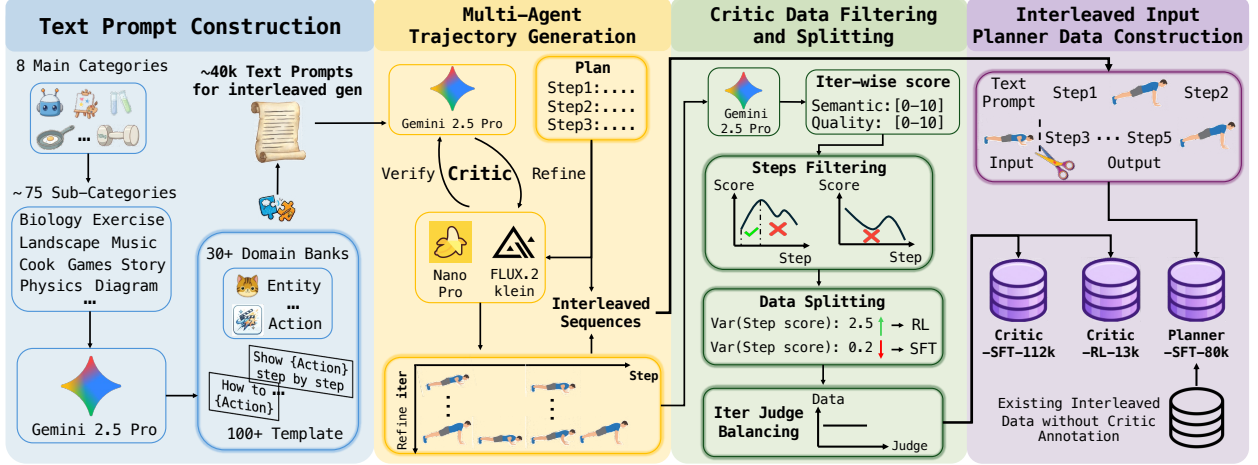 Text Prompt Construction
8 Main Categories
...
~75 Sub-Categories
Biology Exercise
Landscape Music
Cook Games Story
Physics Diagram
...
Gemini 2.5 Pro
~40k Text Prompts
for interleaved gen
30+ Domain Banks
Entity
...
Action
Show {Action}
step by step
How to ...
{Action}
100+ Template
Multi-Agent
Trajectory Generation
Gemini 2.5 Pro
Plan
Step1:....
Step2:....
Step3:....
Verify
Critic
Refine
Nano
Pro
FLUX.2
klein
Interleaved
Sequences
Step
Refine iter
Critic Data Filtering
and Splitting
Gemini
2.5 Pro
Iter-wise score
Semantic:[0-10]
Quality: [0-10]
Steps Filtering
Score
Step
Score
Step
Data Splitting
Var(Step score): 2.5 → RL
Var(Step score): 0.2 → SFT
Iter Judge
Balancing
Data
Judge
Interleaved Input
Planner Data Construction
Text
Prompt
Step1
Step2
Step3 ... Step5
Input
Output
Critic
-SFT-112k
Critic
-RL-13k
Planner
-SFT-80k
Existing Interleaved
Data without Critic
Annotation